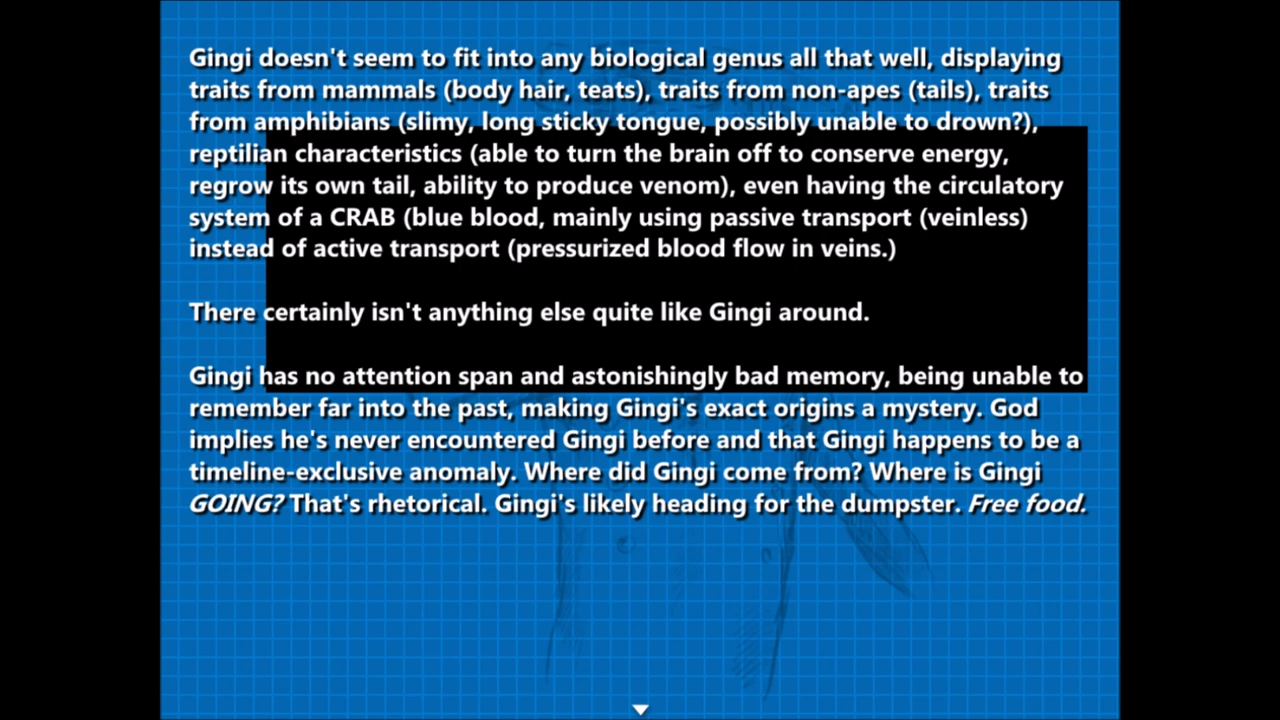 Gingi doesn't seem to fit into any biological genus all that well, displaying
traits from mammals (body hair, teats), traits from non-apes (tails), traits
from amphibians (slimy, long sticky tongue, possibly unable to drown?),
reptilian characteristics (able to turn the brain off to conserve energy,
regrow its own tail, ability to produce venom), even having the circulatory
system of a CRAB (blue blood, mainly using passive transport (veinless)
instead of active transport (pressurized blood flow in veins.)
There certainly isn't anything else quite like Gingi around.
Gingi has no attention span and astonishingly bad memory, being unable to
remember far into the past, making Gingi's exact origins a mystery. God
implies he's never encountered Gingi before and that Gingi happens to be a
timeline-exclusive anomaly. Where did Gingi come from? Where is Gingi
GOING? That's rhetorical. Gingi's likely heading for the dumpster. Free food.